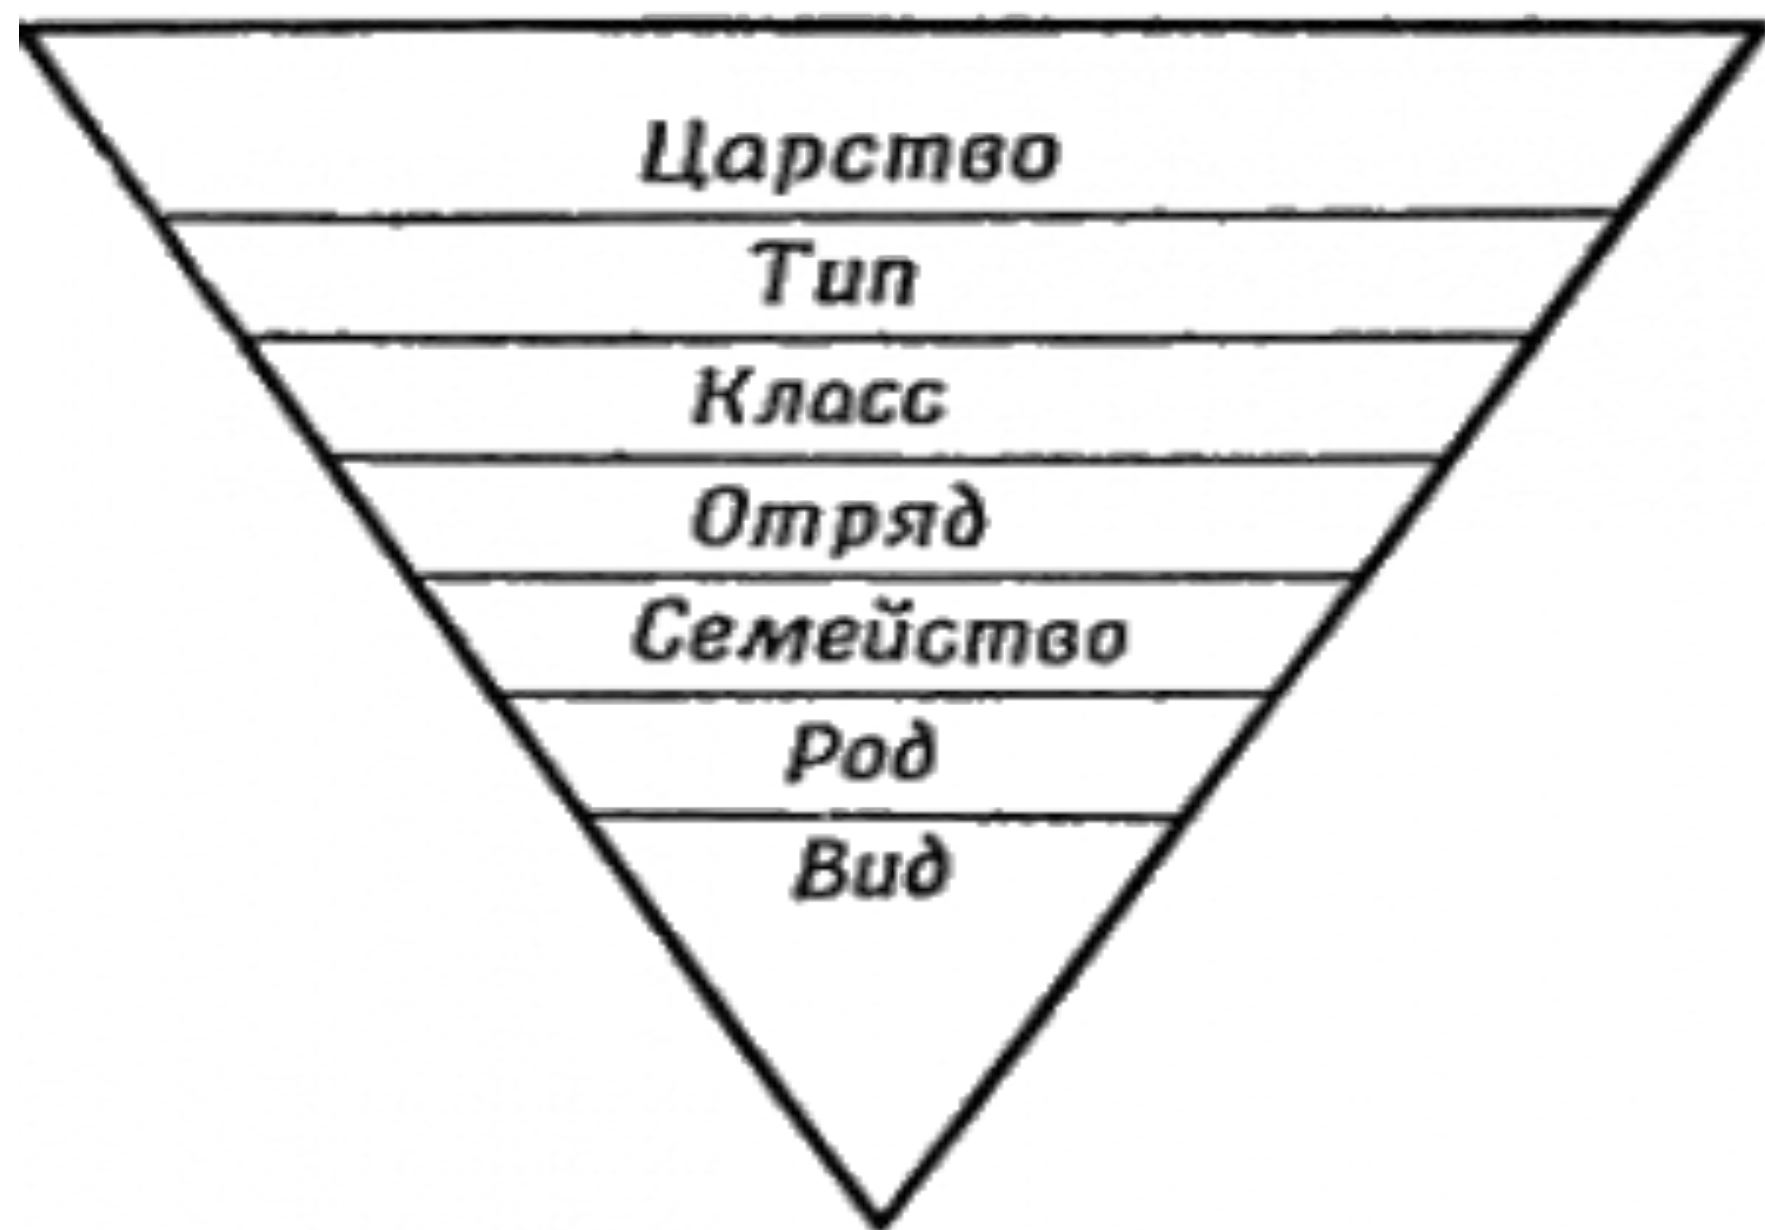 Царство
Тип
Класс
Отряд
Семейство
Род
Вид